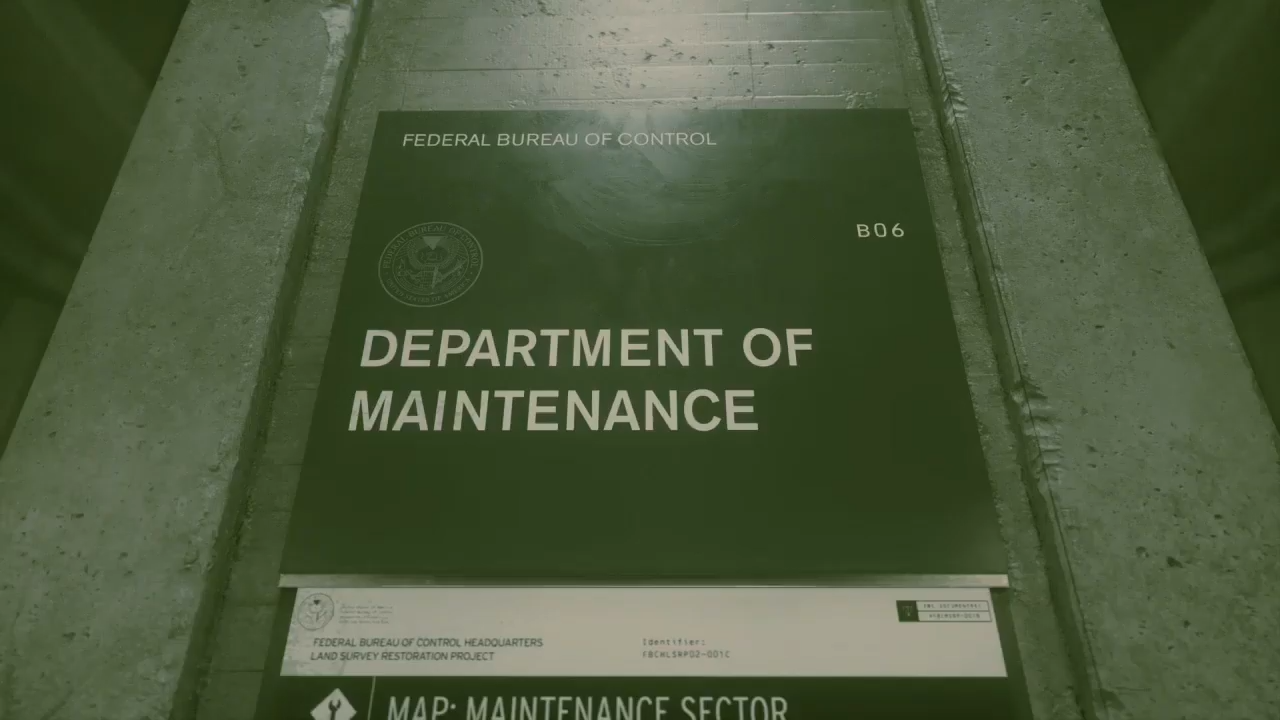 FEDERAL BUREAU OF CONTROL
B06
DEPARTMENT OF
MAINTENANCE
FEDERAL BUREAU OF CONTROL HEADQUARTERS
LAND SURVEY RESTORATION PROJECT
Identifier:
MAP: MAINTENANCE SECTOR